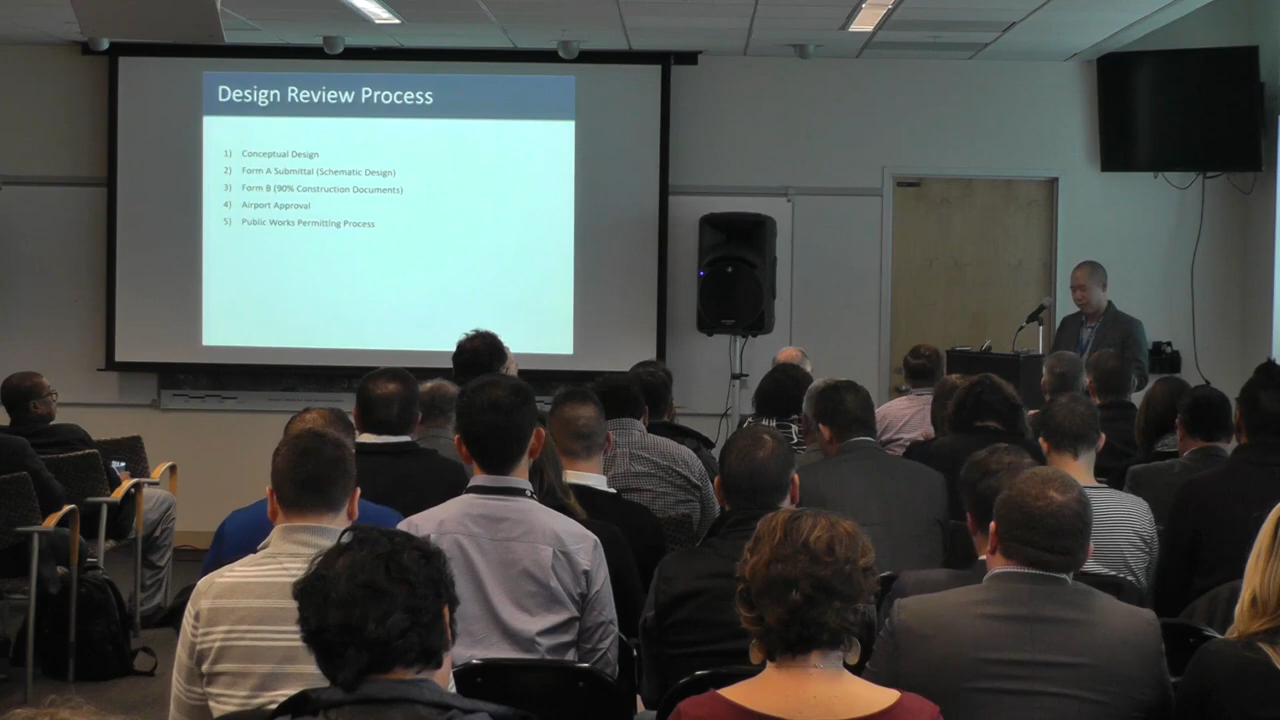 Design Review Process
1) Conceptual Design
2) Form A Submittal (Schematic Design)
3) Form B (90% Construction Documents)
4) Airport Approval
5) Public Works Permitting Process